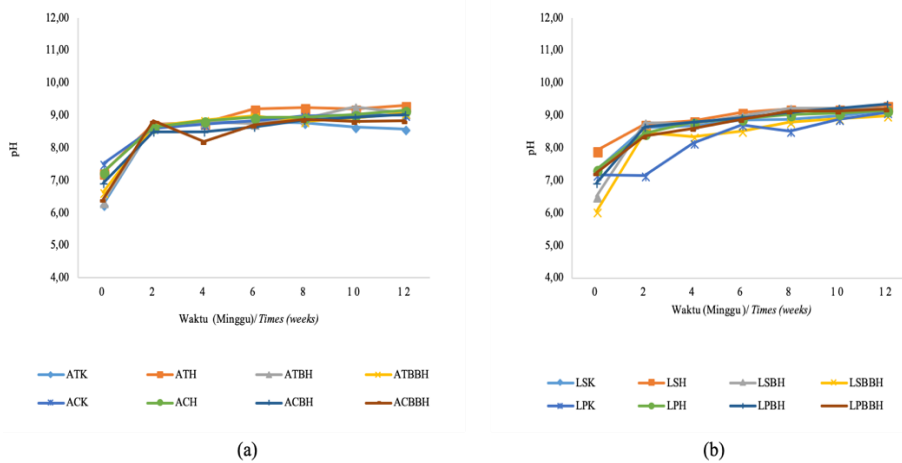 12,00
11,00
10,00
9,00
8,00
7,00
6,00
5,00
4,00
pH
0 2 4 6 8 10 12
Waktu (Minggu)/ Times (weeks)
ATK ATH ATBH ATBBH
ACK ACH ACBH ACBBH
(a)
12,00
11,00
10,00
9,00
8,00
7,00
6,00
5,00
4,00
pH
0 2 4 6 8 10 12
Waktu (Minggu) / Times (weeks)
LSK LSH LSBH LSBBH
LPK LPH LPBH LPBBH
(b)